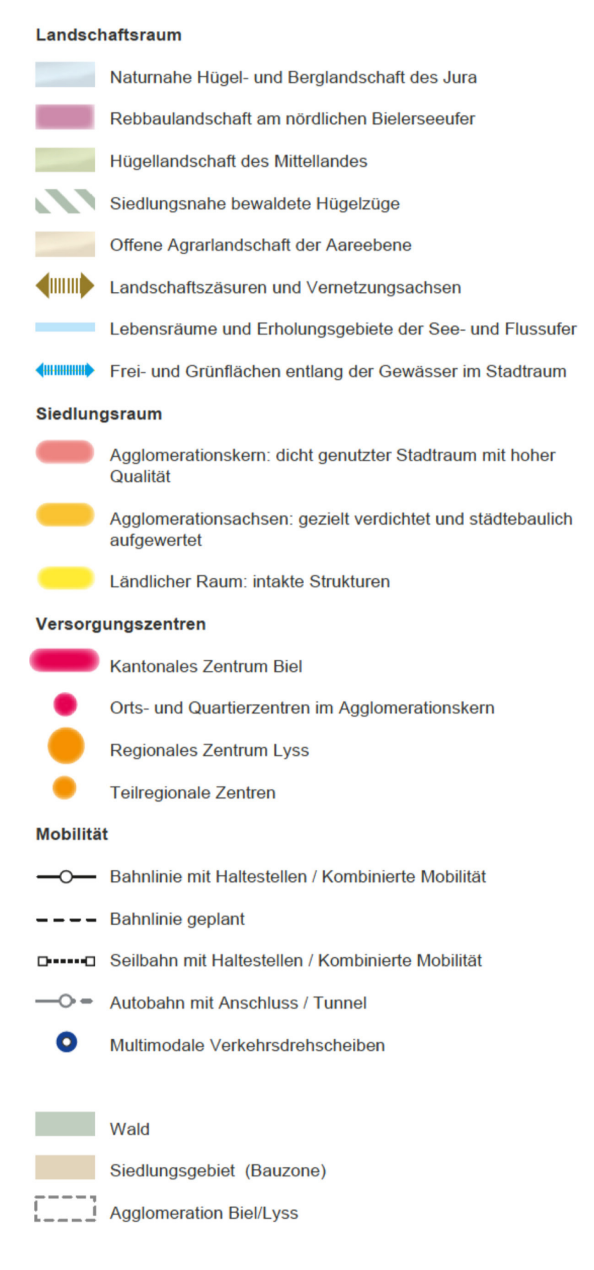 Landschaftsraum
Naturnahe Hügel- und Berglandschaft des Jura
Rebbaulandschaft am nördlichen Bielerseeufer
Hügellandschaft des Mittellandes
Siedlungsnahe bewaldete Hügelzüge
Offene Agrarlandschaft der Aareebene
Landschaftszäsuren und Vernetzungsachsen
Lebensräume und Erholungsgebiete der See- und Flussufer
Frei- und Grünflächen entlang der Gewässer im Stadtraum
Siedlungsraum
Agglomerationskern: dicht genutzter Stadtraum mit hoher
Qualität
Agglomerationsachsen: gezielt verdichtet und städtebaulich
aufgewertet
Ländlicher Raum: intakte Strukturen
Versorgungszentren
Kantonales Zentrum Biel
Orts- und Quartierzentren im Agglomerationskern
Regionales Zentrum Lyss
Teilregionale Zentren
Mobilität
Bahnlinie mit Haltestellen / Kombinierte Mobilität
Bahnlinie geplant
Seilbahn mit Haltestellen / Kombinierte Mobilität
Autobahn mit Anschluss / Tunnel
Multimodale Verkehrsdrehscheiben
Wald
Siedlungsgebiet (Bauzone)
Agglomeration Biel/Lyss